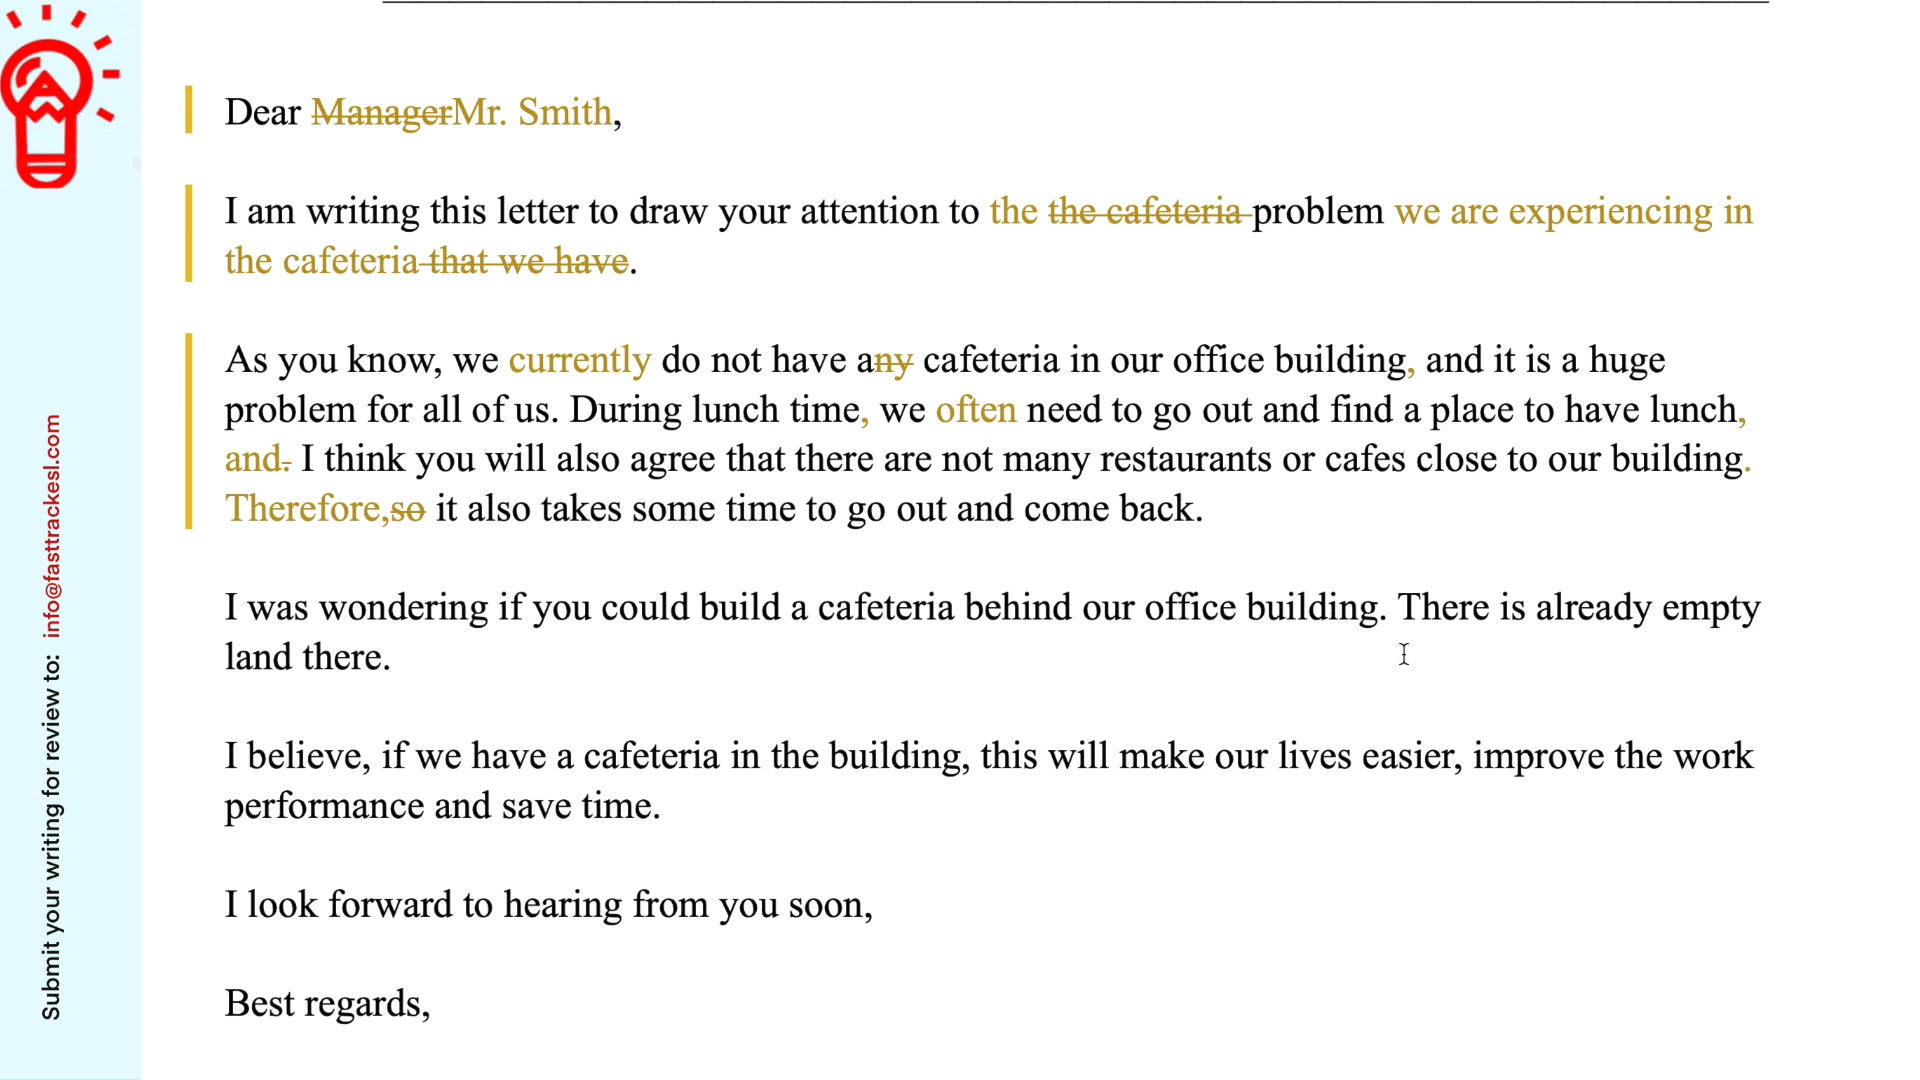 Dear ManagerMr. Smith,
I am writing this letter to draw your attention to the the cafeteria problem we are experiencing in
the cafeteria that we have.
As you know, we currently do not have any cafeteria in our office building, and it is a huge
problem for all of us. During lunch time, we often need to go out and find a place to have lunch,
and. I think you will also agree that there are not many restaurants or cafes close to our building.
Therefore,so it also takes some time to go out and come back.
I was wondering if you could build a cafeteria behind our office building. There is already empty
land there.
I believe, if we have a cafeteria in the building, this will make our lives easier, improve the work
performance and save time.
I look forward to hearing from you soon,
Best regards,
Submit your writing for review to: info@fasttrackesl.com